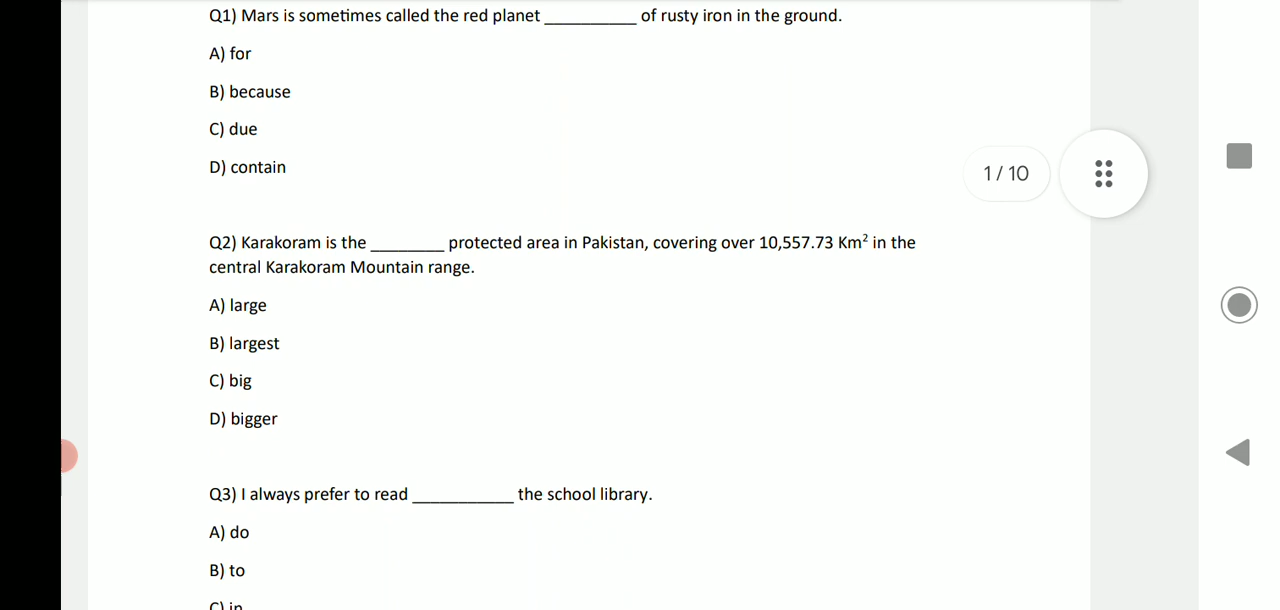 Q1) Mars is sometimes called the red planet __________ of rusty iron in the ground.
A) for
B) because
C) due
D) contain
1 / 10
Q2) Karakoram is the ________ protected area in Pakistan, covering over 10,557.73 Km² in the
central Karakoram Mountain range.
A) large
B) largest
C) big
D) bigger
Q3) I always prefer to read ___________ the school library.
A) do
B) to
C) in